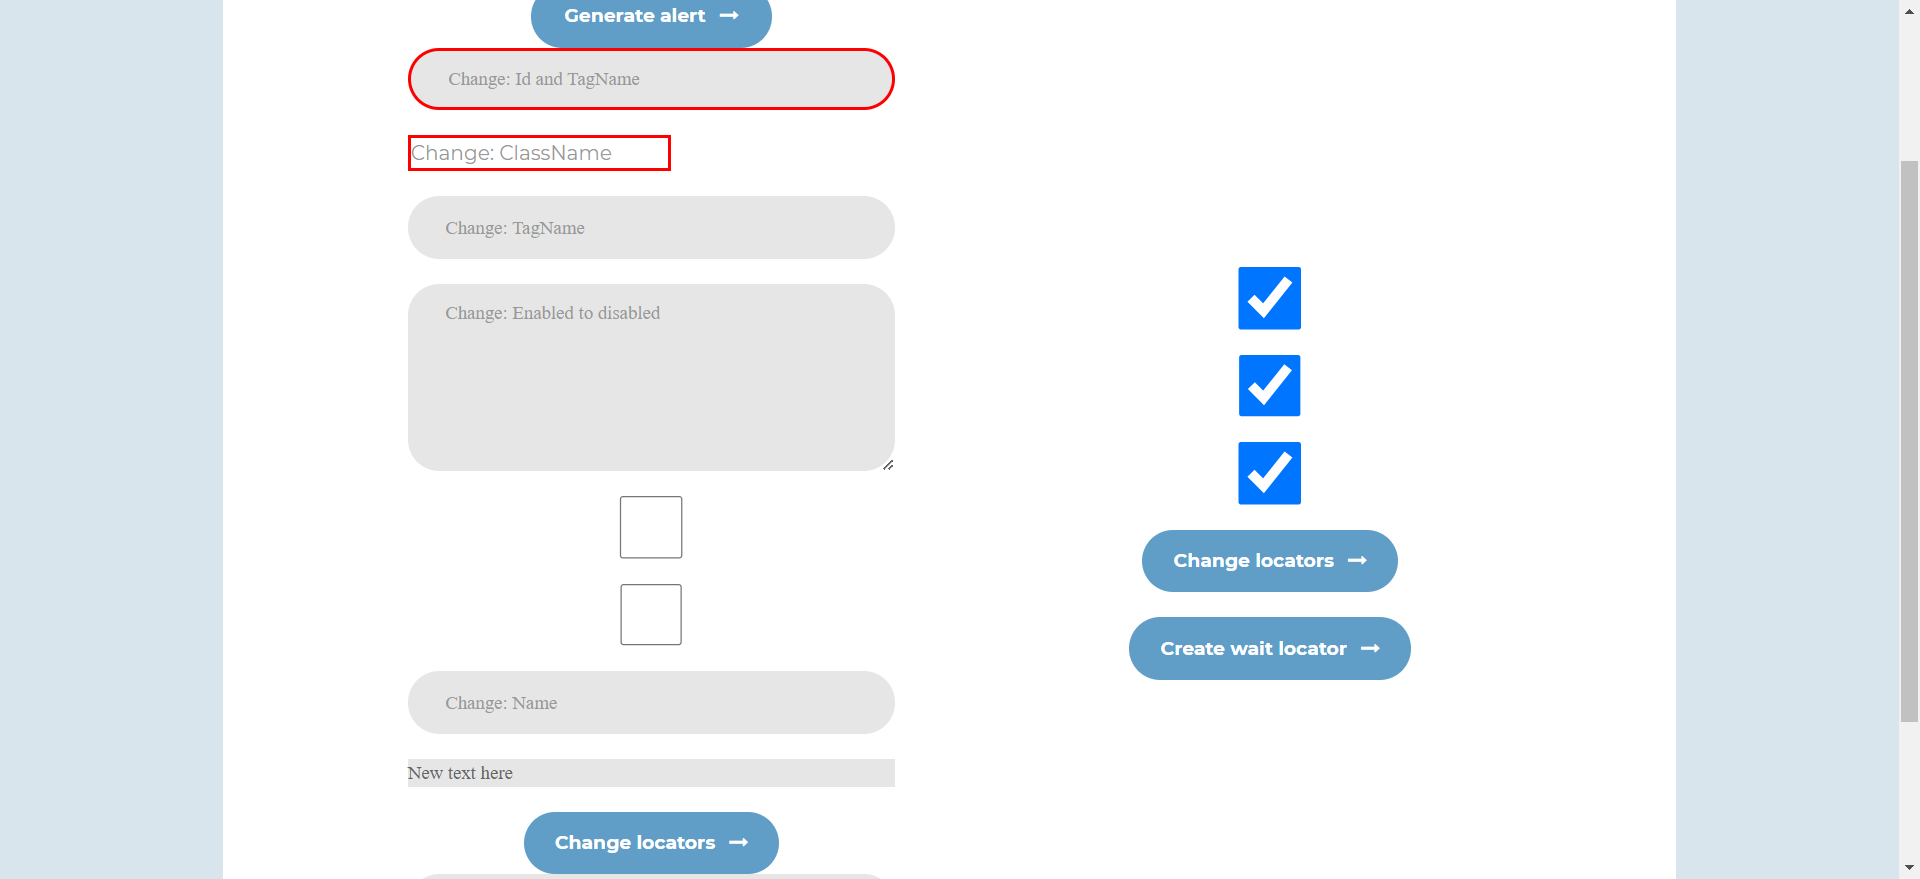 Generate alert
Change: Id and TagName
Change: ClassName
Change: TagName
Change: Enabled to disabled
Change: Name
New text here
Change locators
Change locators
Create wait locator